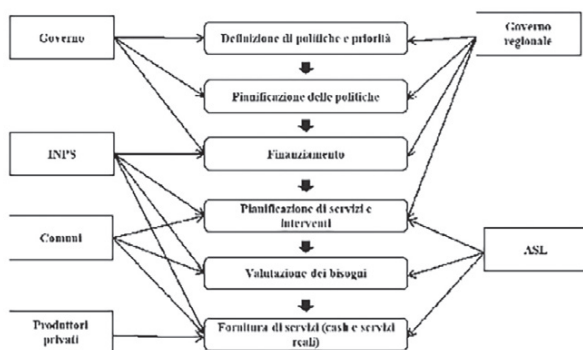 Governo
Definizione di politiche e priorità
Governo
regionale
Pianificazione delle politiche
INPS
Finanziamento
Pianificazione di servizi e
interventi
Comuni
ASL
Valutazione dei bisogni
Produttori
privati
Fornitura di servizi (cash e servizi
reali)